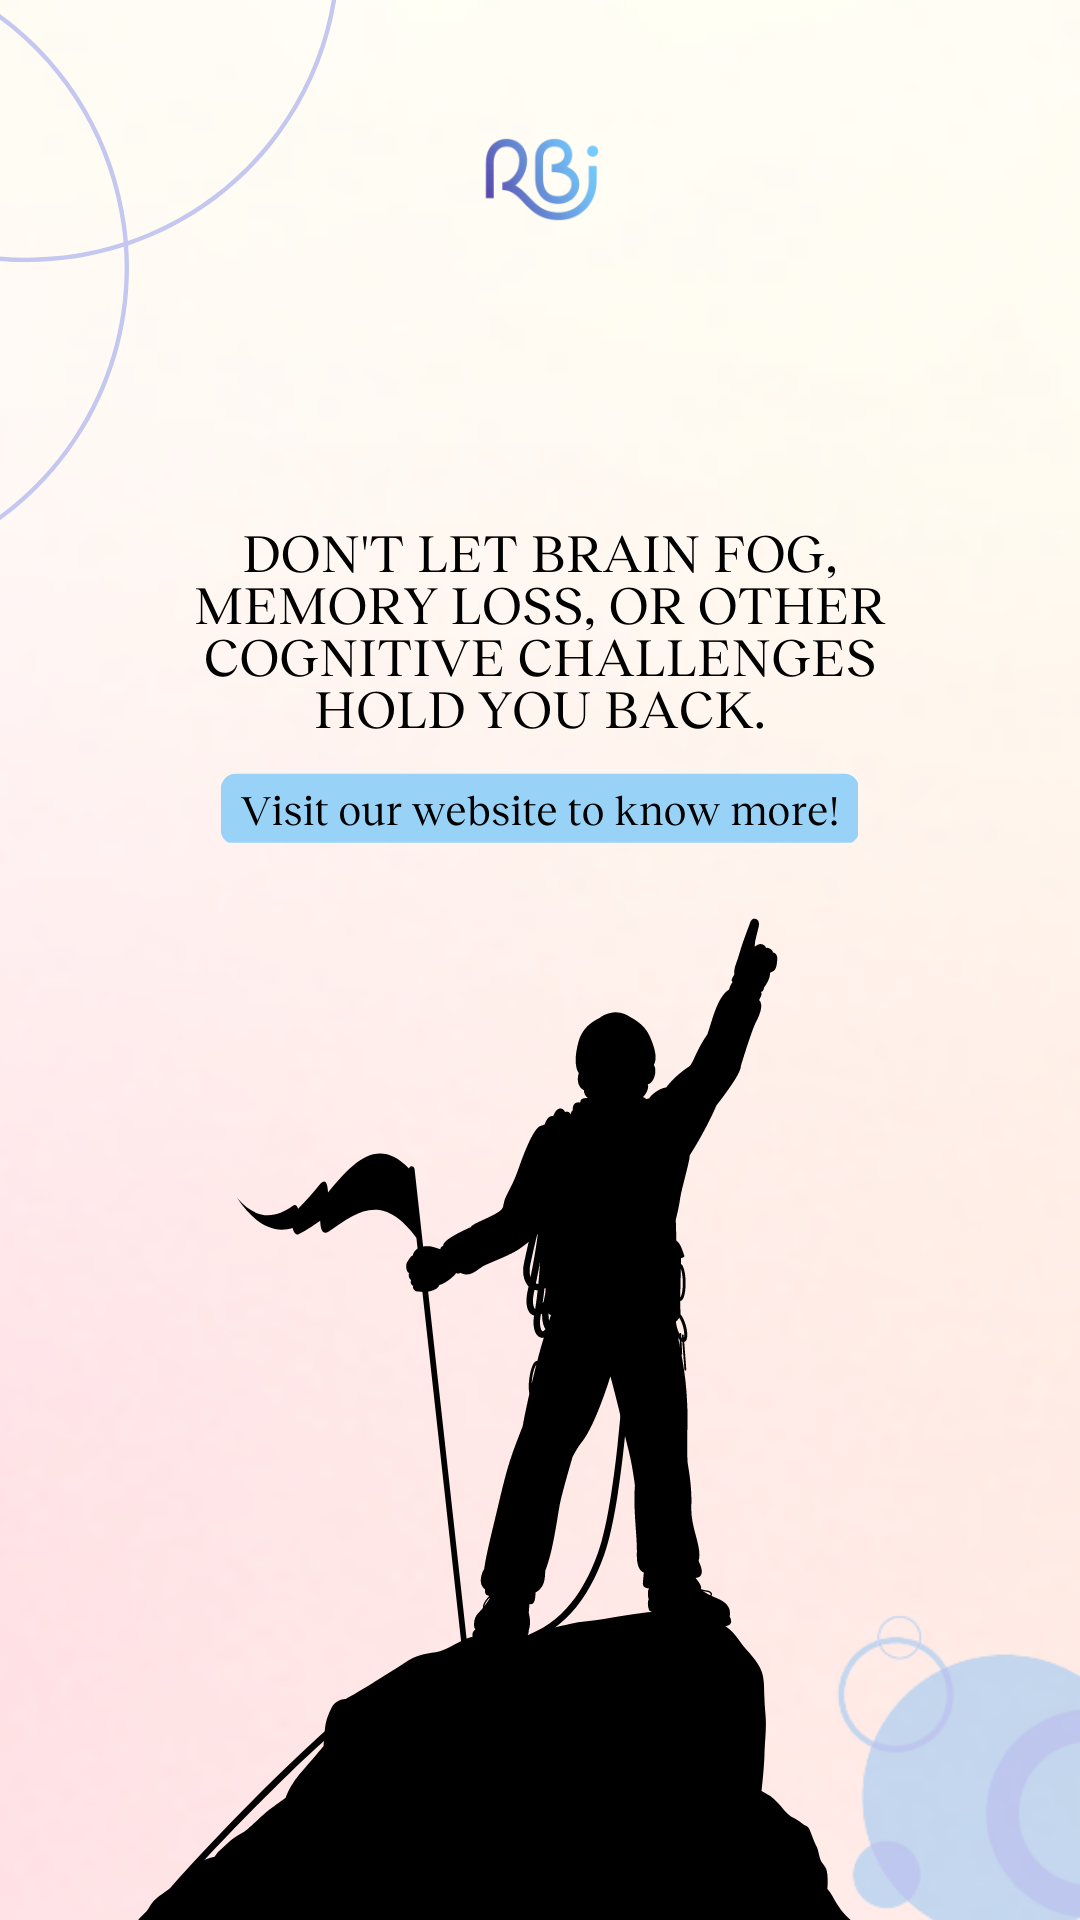 RBi
DON'T LET BRAIN FOG,
MEMORY LOSS, OR OTHER
COGNITIVE CHALLENGES
HOLD YOU BACK.
Visit our website to know more!